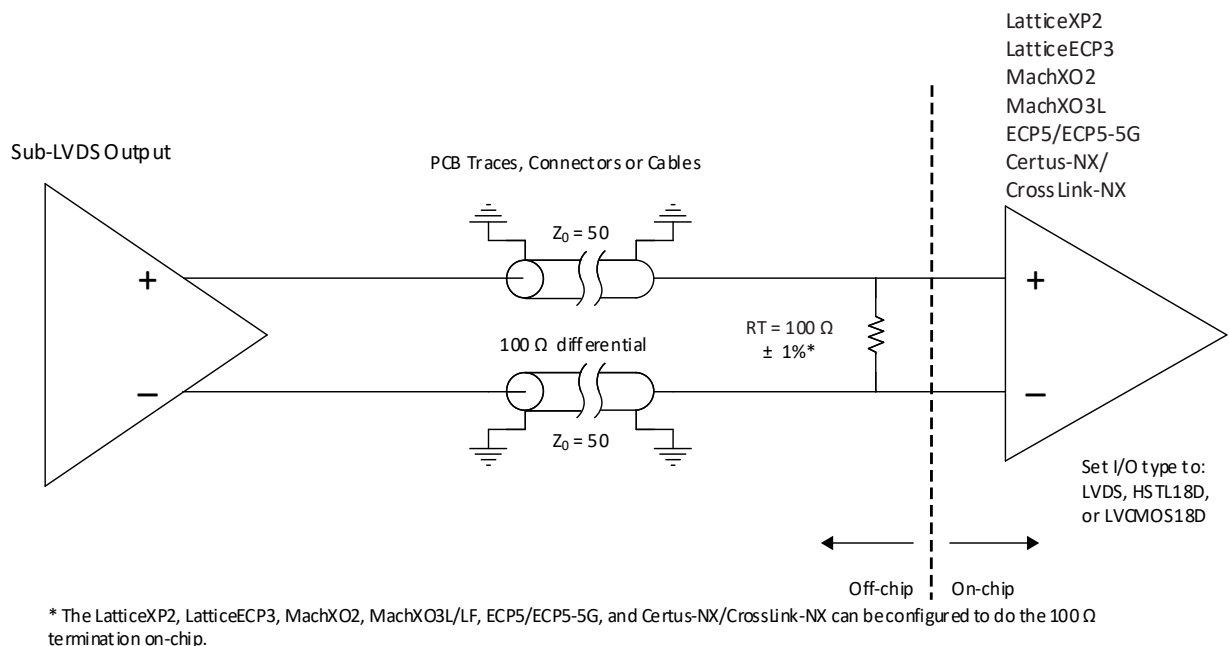 LatticeXP2
LatticeECP3
MachXO2
MachXO3L
ECP5/ECP5-5G
Certus-NX/
CrossLink-NX
Sub-LVDS Output
PCB Traces, Connectors or Cables
Z₀ = 50
+
+
RT = 100 Ω
± 1%*
100 Ω differential
−
−
Z₀ = 50
Set I/O type to:
LVDS, HSTL18D,
or LVCMOS18D
Off-chip
On-chip
* The LatticeXP2, LatticeECP3, MachXO2, MachXO3L/LF, ECP5/ECP5-5G, and Certus-NX/CrossLink-NX can be configured to do the 100 Ω
termination on-chip.